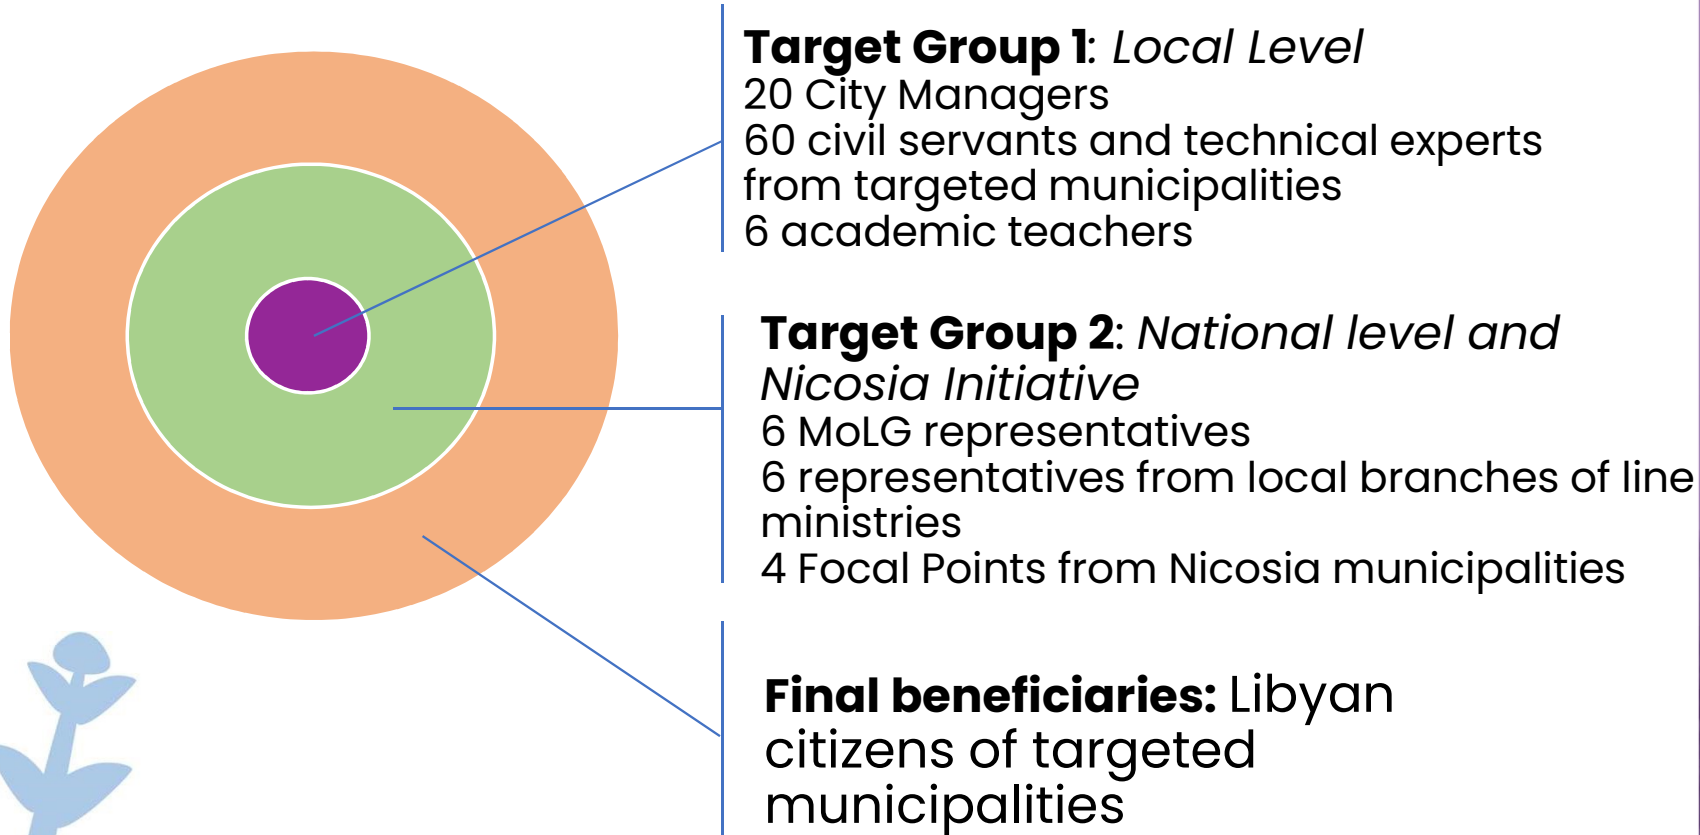 Target Group 1: Local Level
20 City Managers
60 civil servants and technical experts
from targeted municipalities
6 academic teachers
Target Group 2: National level and
Nicosia Initiative
6 MoLG representatives
6 representatives from local branches of line
ministries
4 Focal Points from Nicosia municipalities
Final beneficiaries: Libyan
citizens of targeted
municipalities